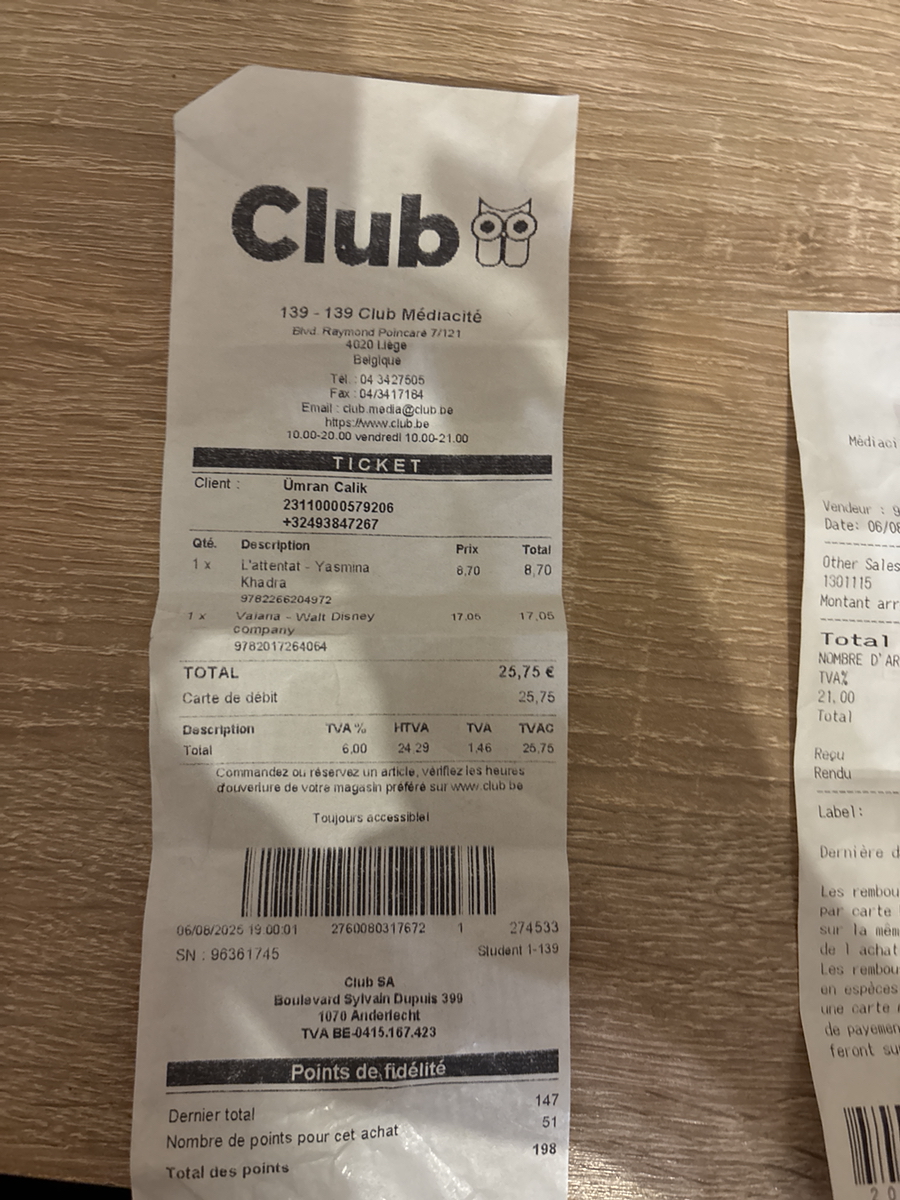 Club
139 - 139 Club Médiacité
Blvd. Raymond Poincaré 7/121
4020 Liège
Belgique
Tél. : 04 3427505
Fax : 04/3417184
Email : club.media@club.be
https://www.club.be
10.00-20.00 vendredi 10.00-21.00
TICKET
Client : Ümran Calik
23110000579206
+32493847267
Qté. Description Prix Total
1 x L'attentat - Yasmina 8,70 8,70
Khadra
9782266204972
1 x Vaiana - Walt Disney 17,05 17,05
company
9782017264064
TOTAL 25,75 €
Carte de débit 25,75
Description TVA % HTVA TVA TVAC
Total 6,00 24,29 1,46 25,75
Commandez ou réservez un article, vérifiez les heures
d'ouverture de votre magasin préféré sur www.club.be
Toujours accessible!
06/08/2025 19:00:01 2760080317672 1 274533
SN : 96361745 Student 1-139
Club SA
Boulevard Sylvain Dupuis 399
1070 Anderlecht
TVA BE-0415.167.423
Points de fidélité
Dernier total 147
Nombre de points pour cet achat 51
Total des points 198
Médiaci
Vendeur : 9
Date: 06/08
Other Sales
1301115
Montant arr
Total
NOMBRE D'AR
TVA%
21.00
Total
Reçu
Rendu
Label:
Dernière d
Les rembou
par carte
sur la mêm
de l achat
Les rembou
en espèces
une carte
de payemen
feront su